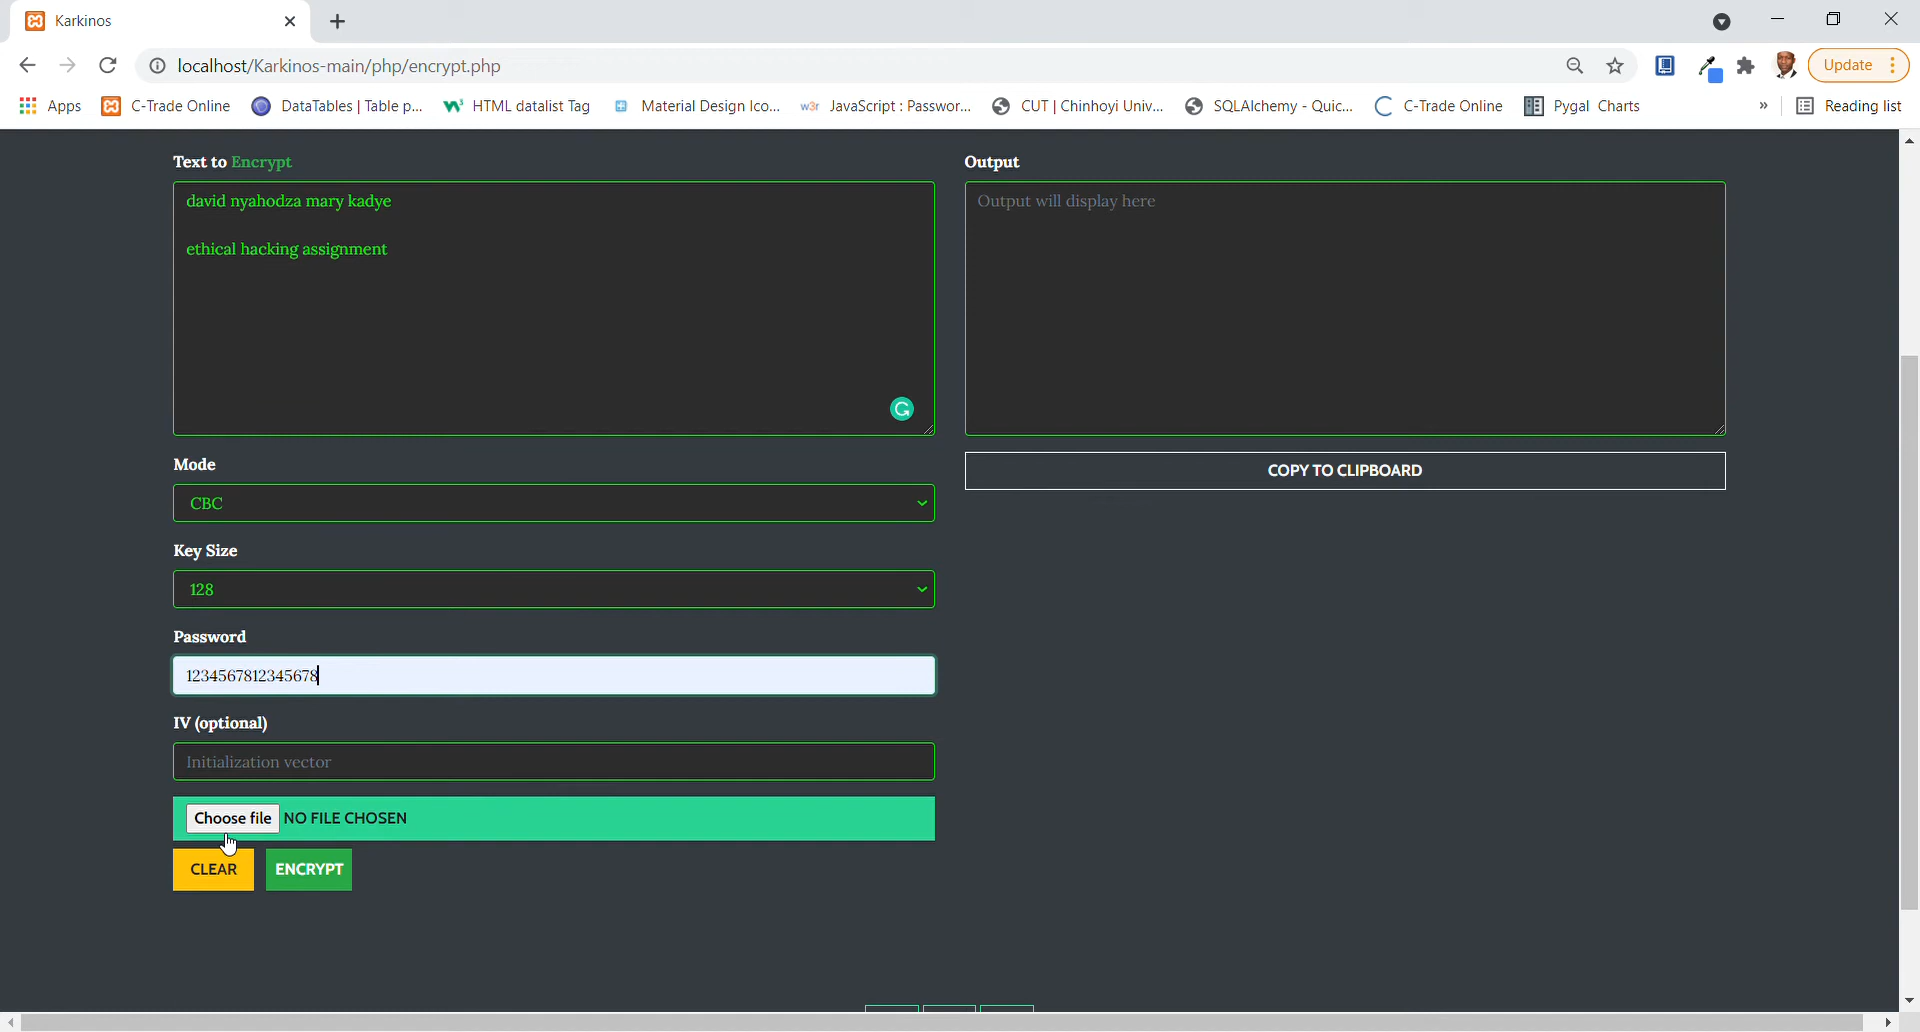 Karkinos
localhost/Karkinos-main/php/encrypt.php
Update
Apps
C-Trade Online
DataTables | Table p...
HTML datalist Tag
Material Design Ico...
w3r JavaScript : Passwor...
CUT | Chinhoyi Univ...
SQLAlchemy - Quic...
C-Trade Online
Pygal Charts
»
Reading list
Text to Encrypt
Output
david nyahodza mary kadye
Output will display here
ethical hacking assignment
Mode
COPY TO CLIPBOARD
CBC
Key Size
128
Password
1234567812345678
IV (optional)
Initialization vector
Choose file NO FILE CHOSEN
CLEAR
ENCRYPT